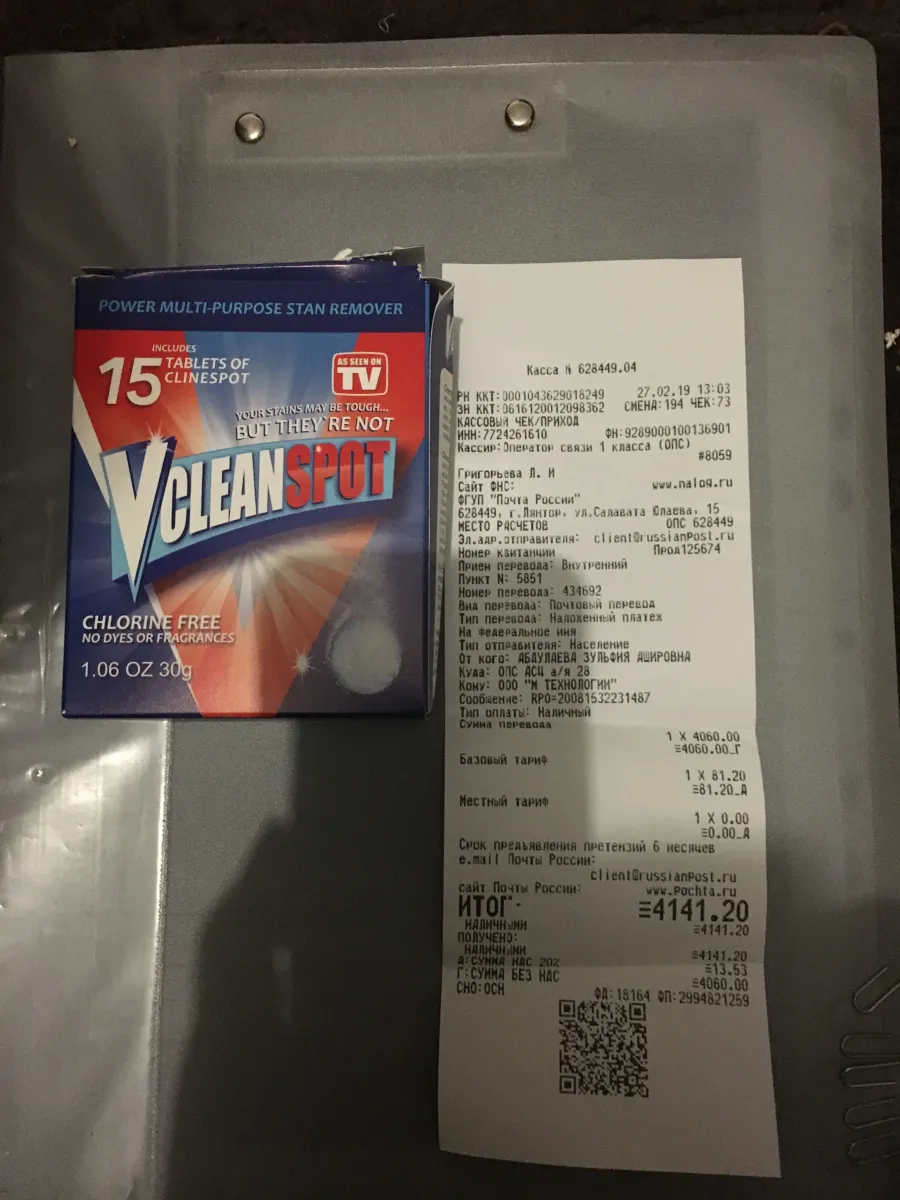 POWER MULTI-PURPOSE STAN REMOVER
INCLUDES
15 TABLETS OF
CLINESPOT
AS SEEN ON
TV
YOUR STAINS MAY BE TOUGH...
BUT THEY`RE NOT
VCLEANSPOT
CHLORINE FREE
NO DYES OR FRAGRANCES
1.06 OZ 30g
Касса № 628449.04
РН ККТ:0001043629018249 27.02.19 13:03
ЗН ККТ:0616120012098362 СМЕНА:194 ЧЕК:73
КАССОВЫЙ ЧЕК/ПРИХОД
ИНН:7724261610 ФН:9289000100136901
Кассир:Оператор связи 1 класса (ОПС)
#8059
Григорьева Л. И
Сайт ФНС: www.nalog.ru
ФГУП "Почта России"
628449, г.Лянтор, ул.Салавата Юлаева, 15
МЕСТО РАСЧЕТОВ ОПС 628449
Эл.адр.отправителя: client@russianPost.ru
Номер квитанции Прод125674
Прием перевода: Внутренний
Пункт №: 5851
Номер перевода: 434692
Вид перевода: Почтовый перевод
Тип перевода: Наложенный платеж
На федеральное имя
Тип отправителя: Население
От кого: АБДУЛАЕВА ЗУЛЬФИЯ АШИРОВНА
Куда: ОПС АСЦ а/я 28
Кому: ООО "М ТЕХНОЛОГИИ"
Сообщение: RPO=20081532231487
Тип оплаты: Наличный
Сумма перевода
1 X 4060.00
≡4060.00_Г
Базовый тариф
1 X 81.20
≡81.20_А
Местный тариф
1 X 0.00
≡0.00_А
Срок предъявления претензий 6 месяцев
e.mail Почты России:
client@russianPost.ru
сайт Почты России: www.Pochta.ru
ИТОГ ≡4141.20
НАЛИЧНЫМИ ≡4141.20
ПОЛУЧЕНО:
НАЛИЧНЫМИ ≡4141.20
А:СУММА НДС 20% ≡13.53
Г:СУММА БЕЗ НДС ≡4060.00
СНО:ОСН ФД:18164 ФП:2994821259